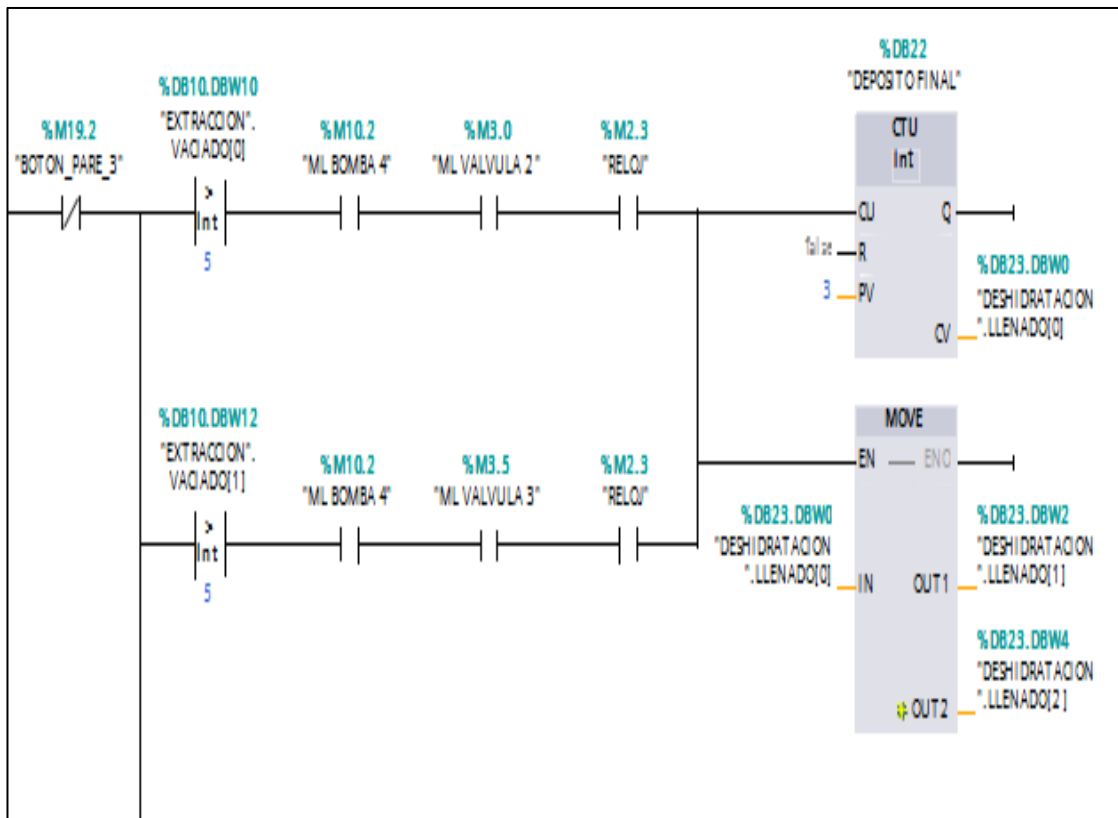 %DB22
"DEPOSITO FINAL"
%DB10.DBW10
"EXTRACCION".
VACIADO[0]
%M19.2
"BOTON_PARE_3"
%M10.2
"ML BOMBA 4"
%M3.0
"ML VALVULA 2"
%M2.3
"RELOJ"
CTU
Int
>
Int
5
CU
Q
false
R
3
PV
CV
%DB23.DBW0
"DESHIDRATACION
".LLENADO[0]
%DB10.DBW12
"EXTRACCION".
VACIADO[1]
%M10.2
"ML BOMBA 4"
%M3.5
"ML VALVULA 3"
%M2.3
"RELOJ"
>
Int
5
MOVE
EN
ENO
%DB23.DBW0
"DESHIDRATACION
".LLENADO[0]
IN
OUT1
%DB23.DBW2
"DESHIDRATACION
".LLENADO[1]
OUT2
%DB23.DBW4
"DESHIDRATACION
".LLENADO[2]